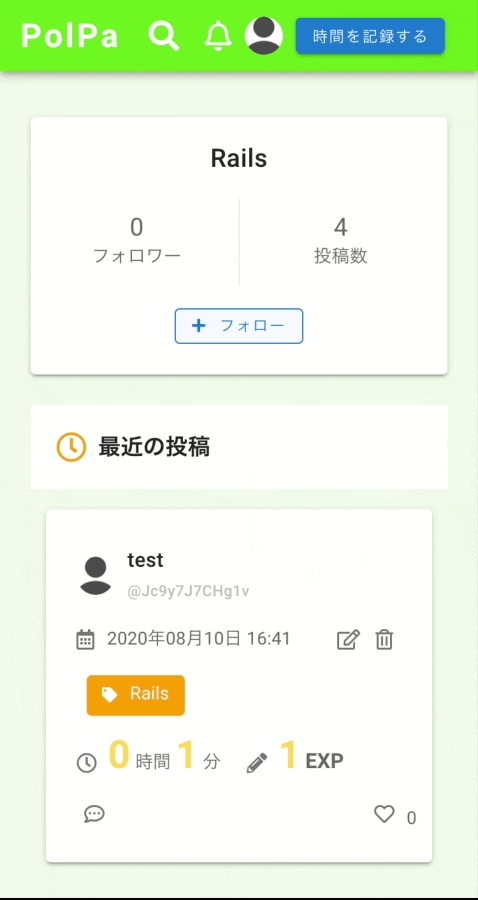 PolPa 時間を記録する
Rails
0 4
フォロワー 投稿数
フォロー
最近の投稿
test
@Jc9y7J7CHg1v
2020年08月10日 16:41
Rails
0 時間 1 分 1 EXP
0